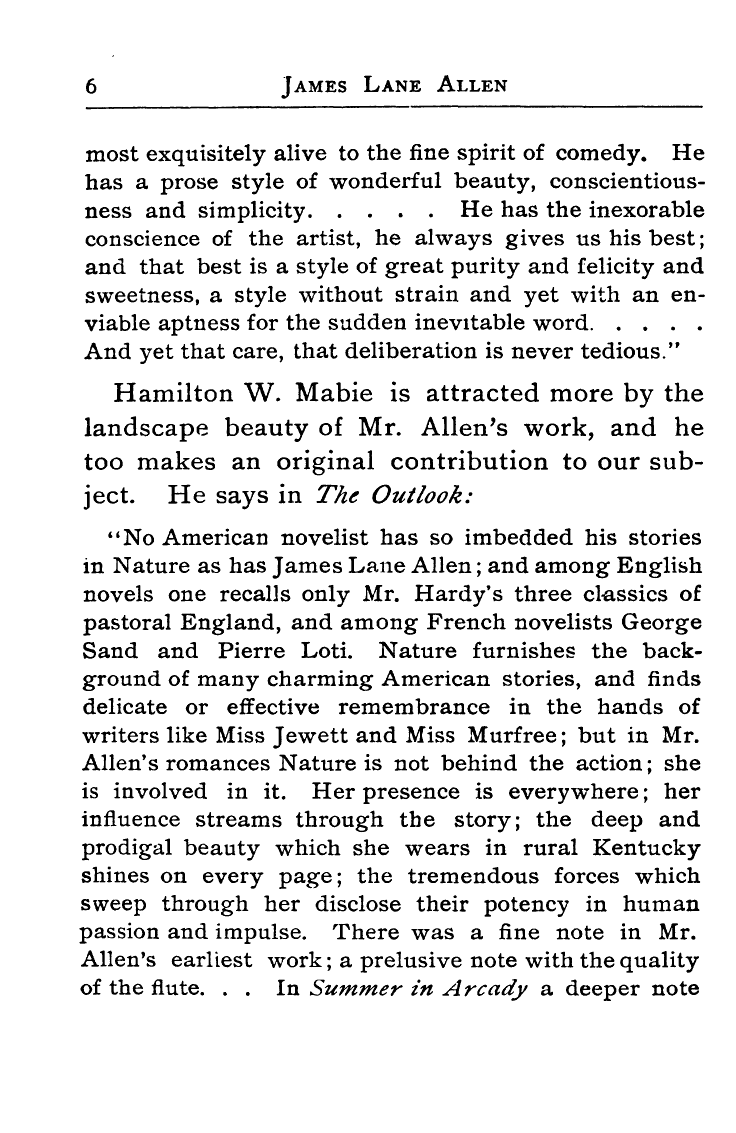 6 JAMES LANE ALLEN
most exquisitely alive to the fine spirit of comedy. He
has a prose style of wonderful beauty, conscientious-
ness and simplicity. . . . . . He has the inexorable
conscience of the artist, he always gives us his best;
and that best is a style of great purity and felicity and
sweetness, a style without strain and yet with an en-
viable aptness for the sudden inevitable word. . . . .
And yet that care, that deliberation is never tedious."
Hamilton W. Mabie is attracted more by the
landscape beauty of Mr. Allen's work, and he
too makes an original contribution to our sub-
ject. He says in The Outlook:
"No American novelist has so imbedded his stories
in Nature as has James Lane Allen; and among English
novels one recalls only Mr. Hardy's three classics of
pastoral England, and among French novelists George
Sand and Pierre Loti. Nature furnishes the back-
ground of many charming American stories, and finds
delicate or effective remembrance in the hands of
writers like Miss Jewett and Miss Murfree; but in Mr.
Allen's romances Nature is not behind the action; she
is involved in it. Her presence is everywhere; her
influence streams through the story; the deep and
prodigal beauty which she wears in rural Kentucky
shines on every page; the tremendous forces which
sweep through her disclose their potency in human
passion and impulse. There was a fine note in Mr.
Allen's earliest work; a prelusive note with the quality
of the flute. . . In Summer in Arcady a deeper note